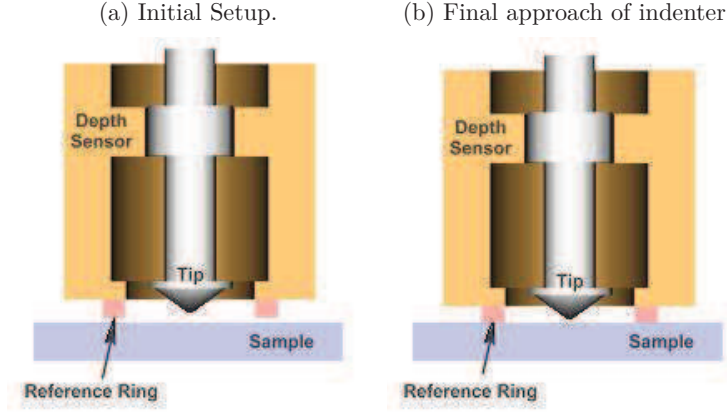 (a) Initial Setup.
(b) Final approach of indenter
Depth
Sensor
Tip
Sample
Reference Ring
Depth
Sensor
Tip
Sample
Reference Ring